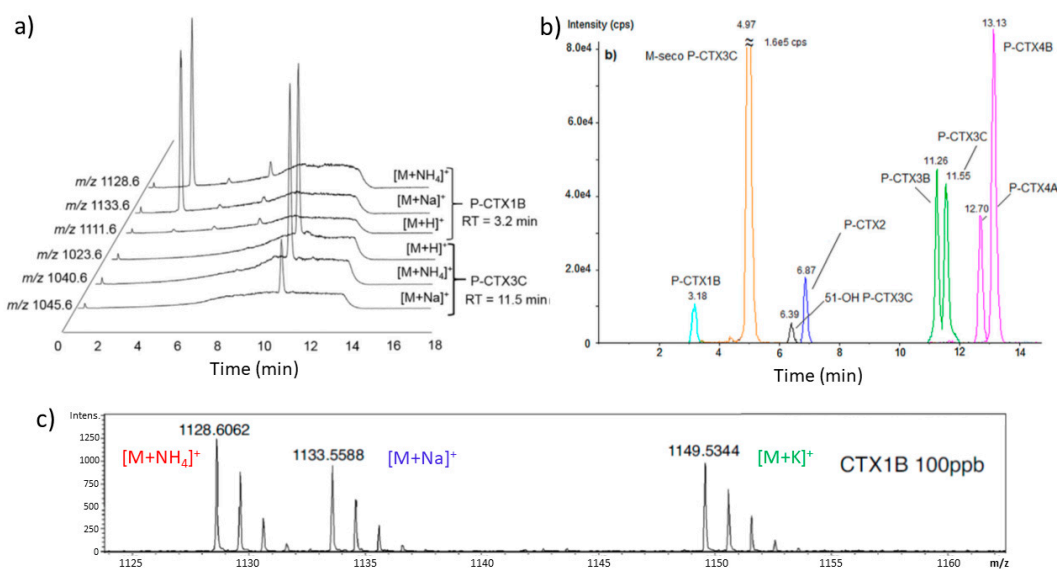 a)
m/z 1128.6
m/z 1133.6
m/z 1111.6
m/z 1023.6
m/z 1040.6
m/z 1045.6
[M+NH₄]⁺
[M+Na]⁺
[M+H]⁺
P-CTX1B
RT = 3.2 min
[M+H]⁺
[M+NH₄]⁺
[M+Na]⁺
P-CTX3C
RT = 11.5 min
0 2 4 6 8 10 12 14 16 18
Time (min)
b)
Intensity (cps)
b)
8.0e4
6.0e4
4.0e4
2.0e4
0
4.97
≈ 1.6e5 cps
M-seco P-CTX3C
P-CTX1B
3.18
6.39
51-OH P-CTX3C
6.87
P-CTX2
P-CTX3B
11.26
P-CTX3C
11.55
12.70
P-CTX4A
13.13
P-CTX4B
2 4 6 8 10 12 14
Time (min)
c)
Intens.
1250
1000
750
500
250
0
1128.6062
[M+NH₄]⁺
1133.5588
[M+Na]⁺
1149.5344
[M+K]⁺
CTX1B 100ppb
1125 1130 1135 1140 1145 1150 1155 1160 m/z